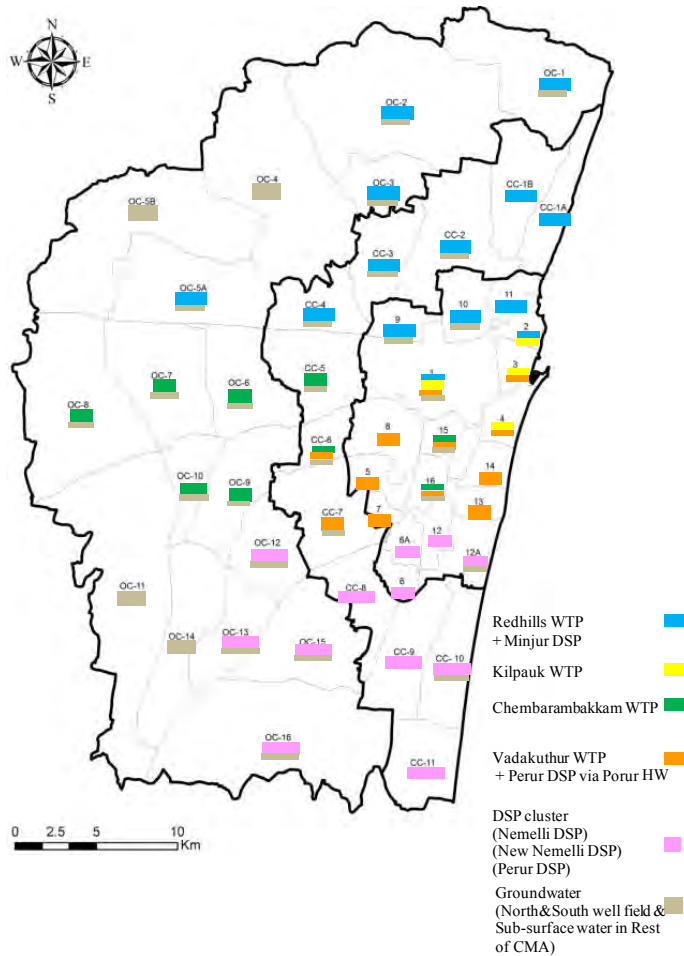 N
W E
S
OC-1
OC-2
OC-4
OC-3
CC-1B
OC-5B
CC-1A
CC-2
CC-3
OC-5A
CC-4
11
10
9
2
CC-5
3
1
OC-7
OC-6
OC-8
4
8
15
CC-6
14
5
16
OC-10
OC-9
13
CC-7
7
12
OC-12
6A
12A
6
OC-11
CC-8
OC-14
OC-13
OC-15
CC-9
CC- 10
OC-16
CC-11
Redhills WTP
+ Minjur DSP
Kilpauk WTP
Chembarambakkam WTP
Vadakuthur WTP
+ Perur DSP via Porur HW
DSP cluster
(Nemelli DSP)
(New Nemelli DSP)
(Perur DSP)
Groundwater
(North&South well field &
Sub-surface water in Rest
of CMA)
0 2.5 5 10
Km